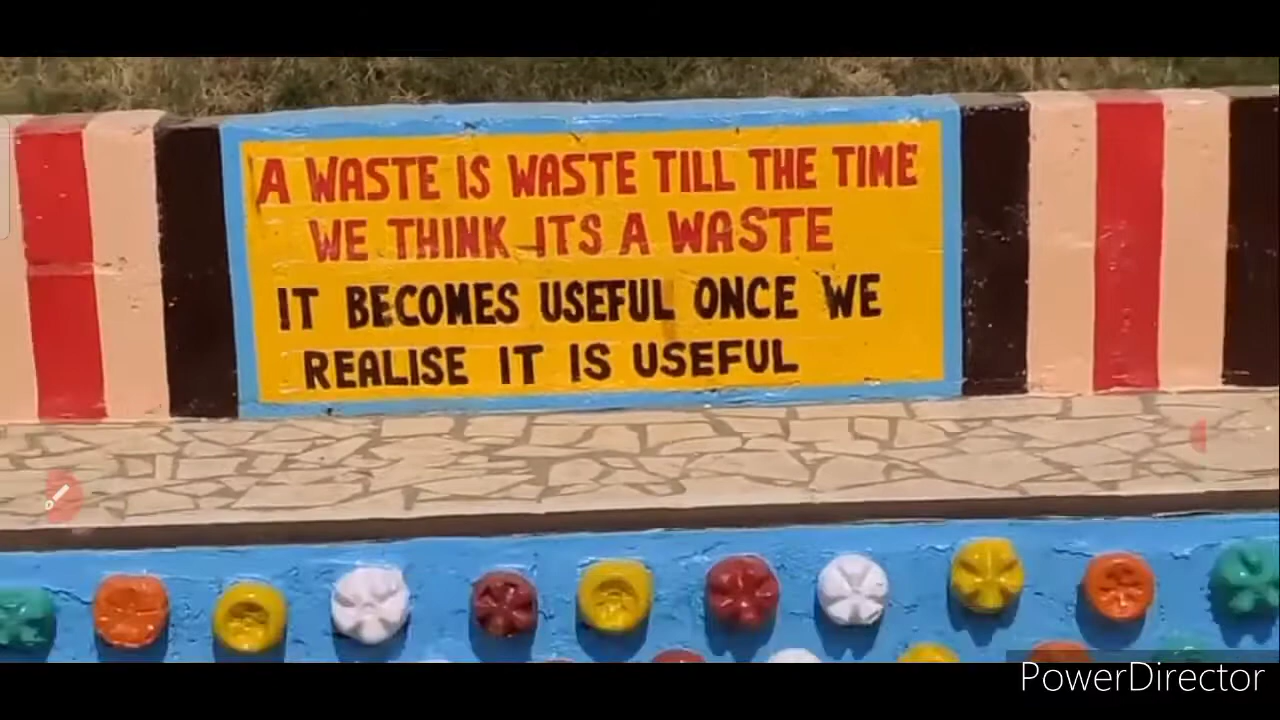 A WASTE IS WASTE TILL THE TIME
WE THINK ITS A WASTE
IT BECOMES USEFUL ONCE WE
REALISE IT IS USEFUL
PowerDirector